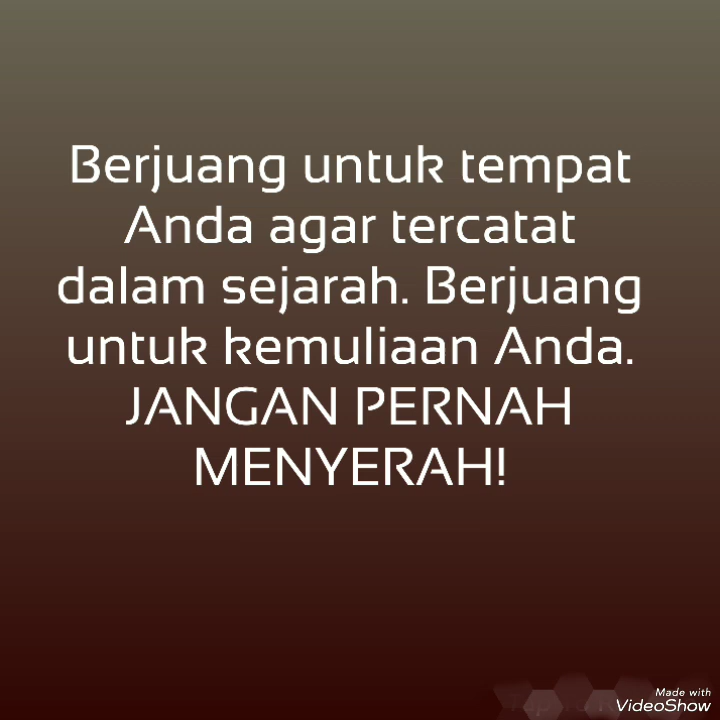 Berjuang untuk tempat
Anda agar tercatat
dalam sejarah. Berjuang
untuk kemuliaan Anda.
JANGAN PERNAH
MENYERAH!
Made with
VideoShow